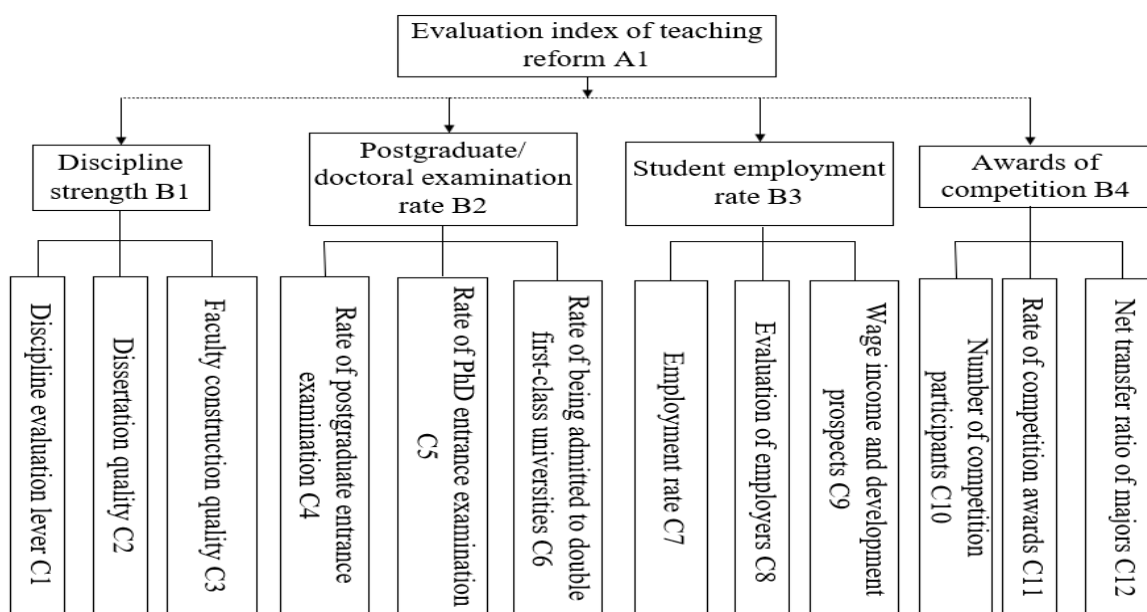 Evaluation index of teaching
reform A1
Discipline
strength B1
Postgraduate/
doctoral examination
rate B2
Student employment
rate B3
Awards of
competition B4
Discipline evaluation lever C1
Dissertation quality C2
Faculty construction quality C3
Rate of postgraduate entrance
examination C4
Rate of PhD entrance examination
C5
Rate of being admitted to double
first-class universities C6
Employment rate C7
Evaluation of employers C8
Wage income and development
prospects C9
Number of competition
participants C10
Rate of competition awards C11
Net transfer ratio of majors C12